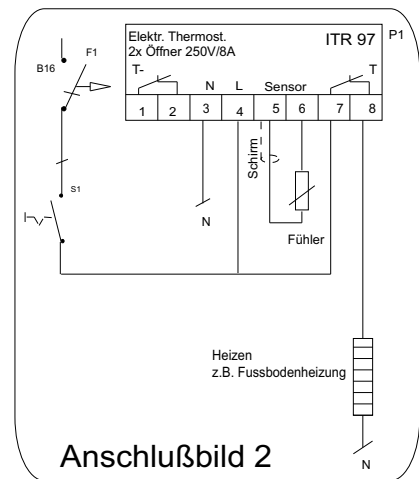 Elektr. Thermost. ITR 97 P1
2x Öffner 250V/8A
F1
B16
T- N L Sensor T
1 2 3 4 5 6 7 8
Schirm
S1
N
Fühler
Heizen
z.B. Fussbodenheizung
N
Anschlußbild 2